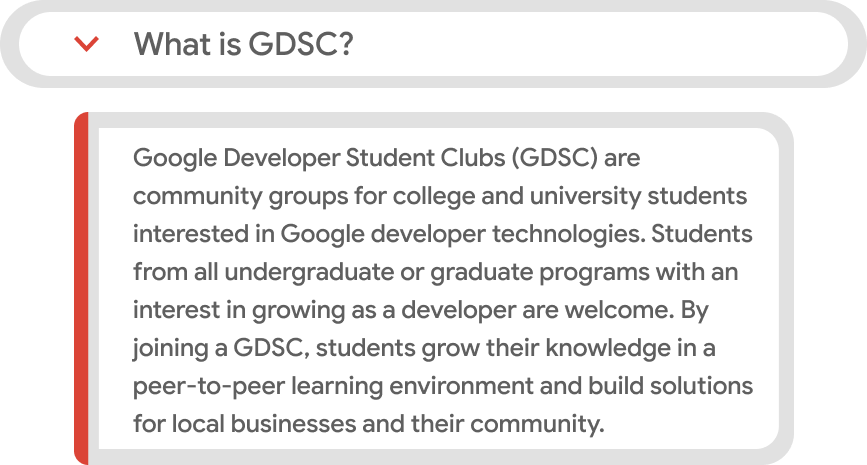 What is GDSC?
Google Developer Student Clubs (GDSC) are
community groups for college and university students
interested in Google developer technologies. Students
from all undergraduate or graduate programs with an
interest in growing as a developer are welcome. By
joining a GDSC, students grow their knowledge in a
peer-to-peer learning environment and build solutions
for local businesses and their community.